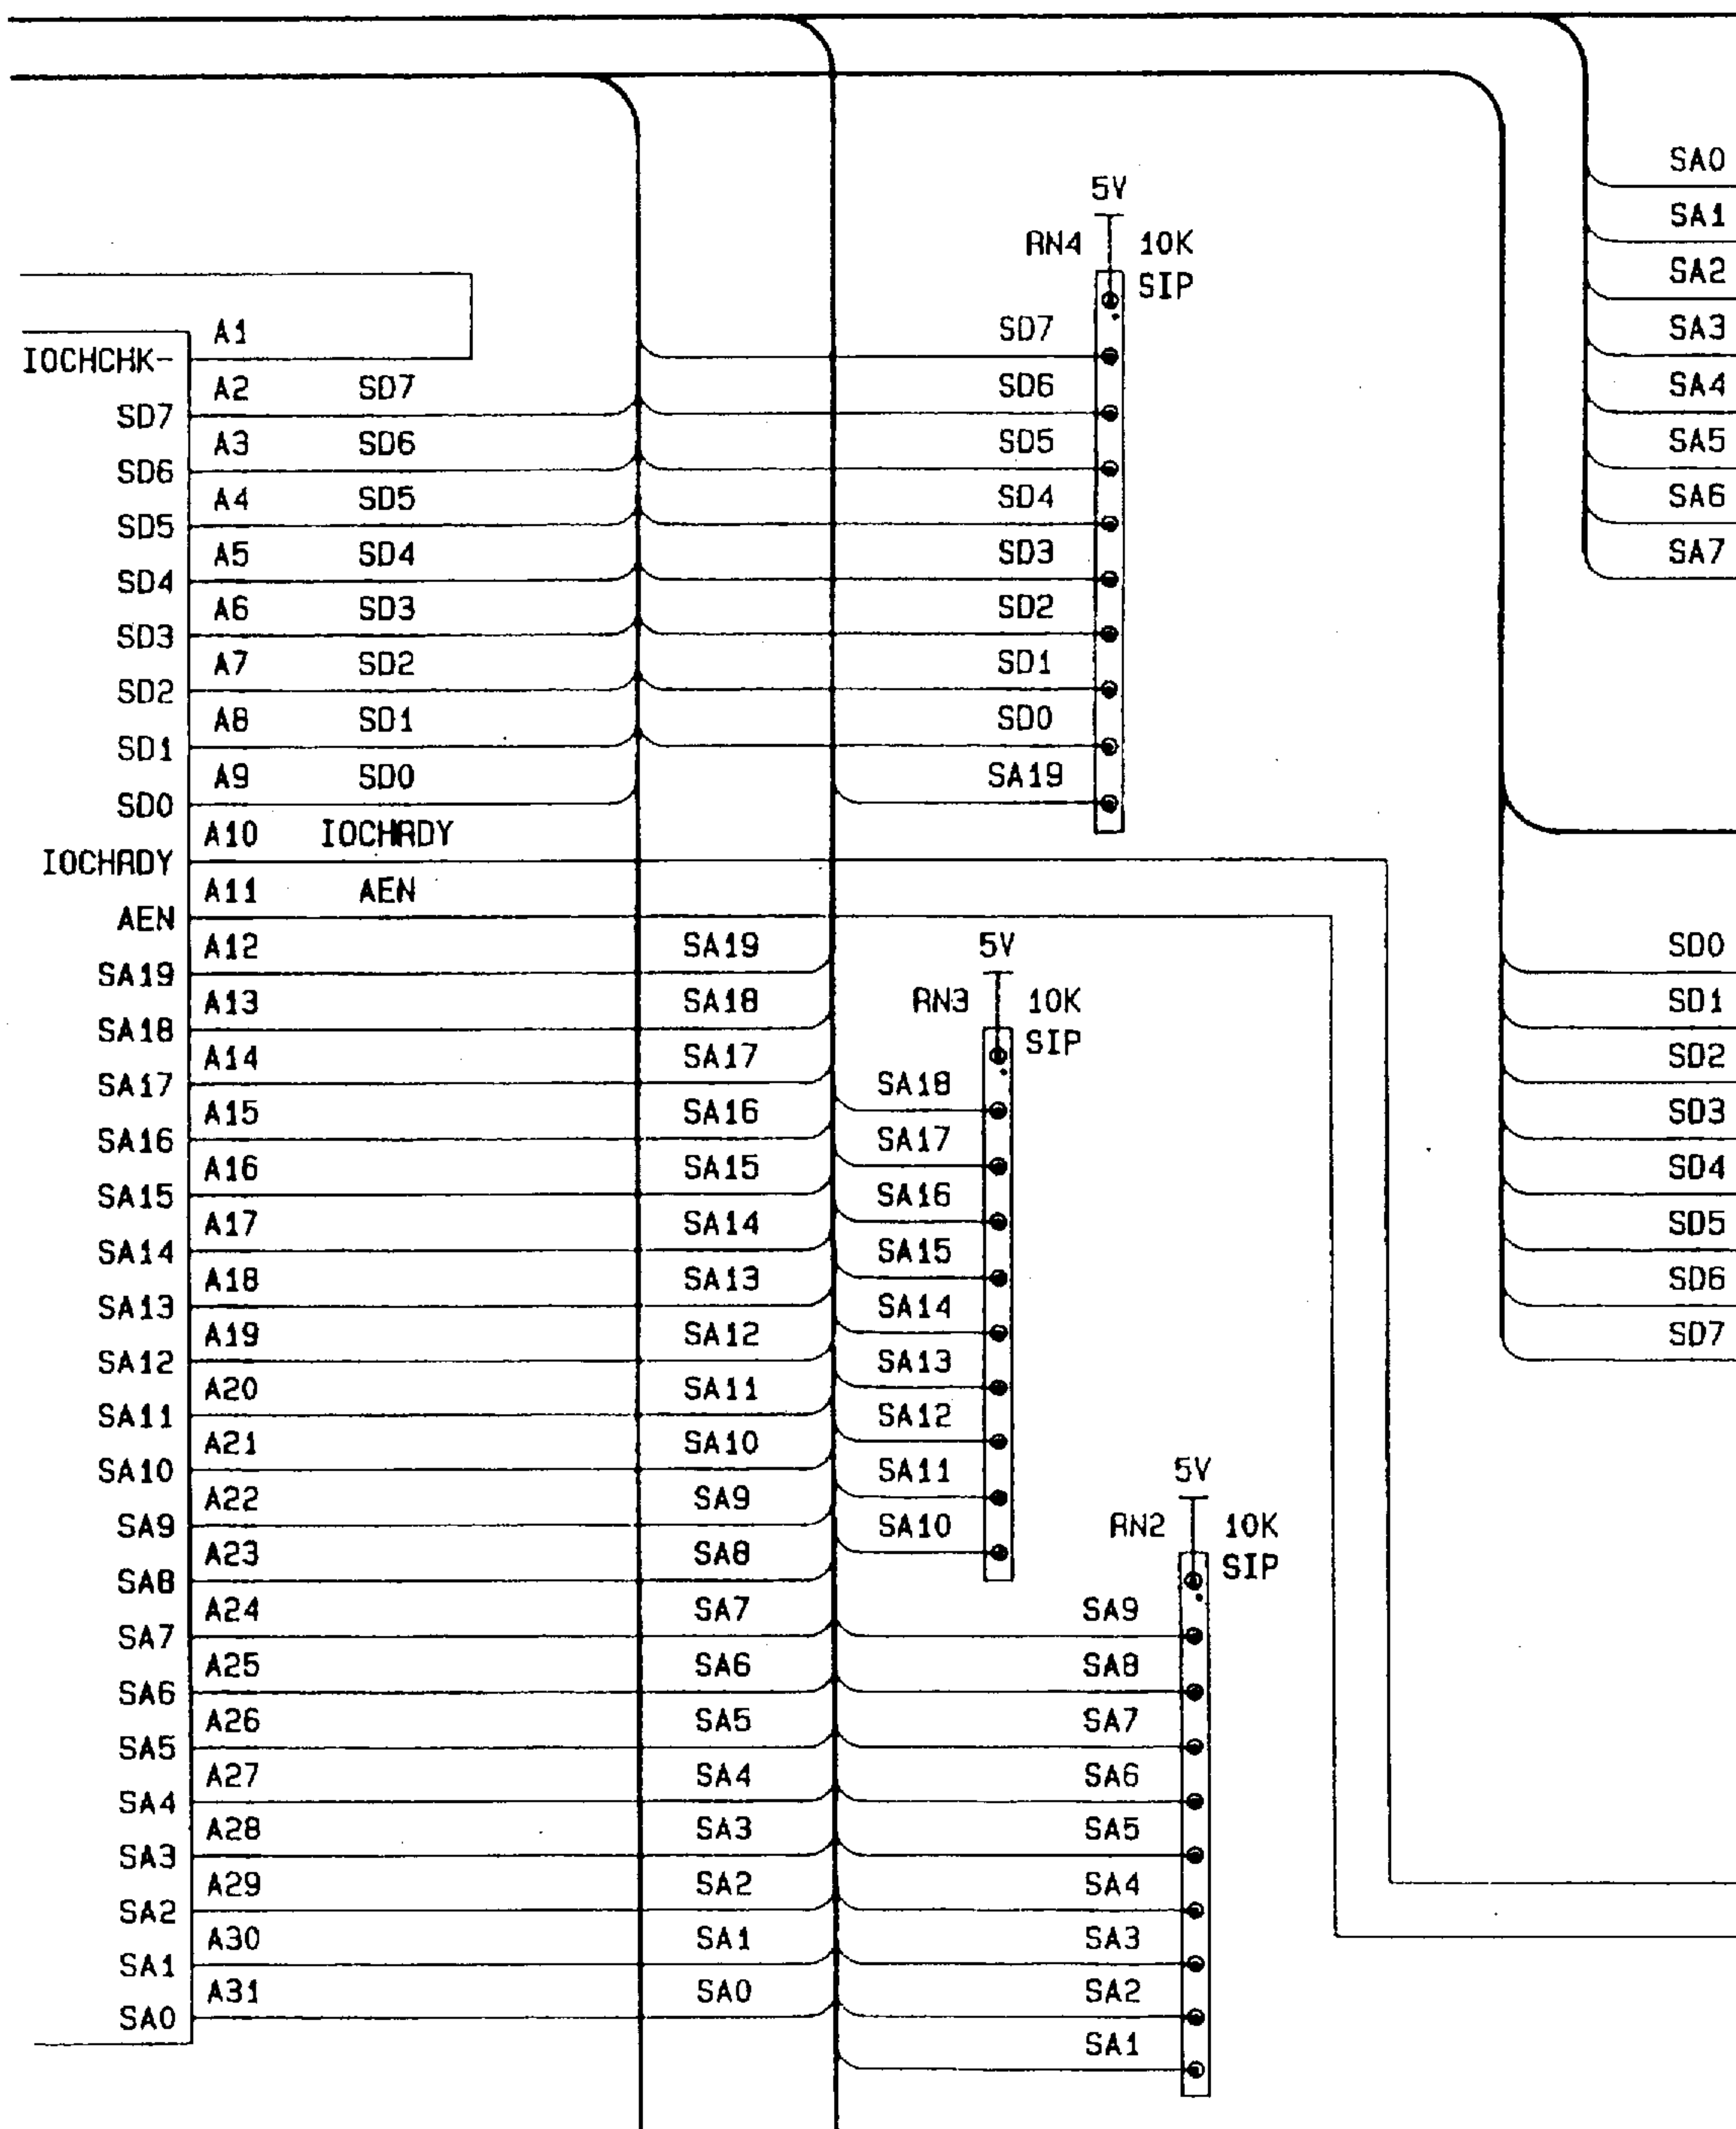 SA0
SA1
SA2
SA3
SA4
SA5
SA6
SA7
5V
RN4 10K
SIP
SD7
SD6
SD5
SD4
SD3
SD2
SD1
SD0
SA19
IOCHCHK- A1
SD7 A2 SD7
SD6 A3 SD6
SD5 A4 SD5
SD4 A5 SD4
SD3 A6 SD3
SD2 A7 SD2
SD1 A8 SD1
SD0 A9 SD0
IOCHRDY A10 IOCHRDY
AEN A11 AEN
SA19 A12 SA19
SA18 A13 SA18
SA17 A14 SA17
SA16 A15 SA16
SA15 A16 SA15
SA14 A17 SA14
SA13 A18 SA13
SA12 A19 SA12
SA11 A20 SA11
SA10 A21 SA10
SA9 A22 SA9
SA8 A23 SA8
SA7 A24 SA7
SA6 A25 SA6
SA5 A26 SA5
SA4 A27 SA4
SA3 A28 SA3
SA2 A29 SA2
SA1 A30 SA1
SA0 A31 SA0
5V
RN3 10K
SIP
SA18
SA17
SA16
SA15
SA14
SA13
SA12
SA11
SA10
5V
RN2 10K
SIP
SA9
SA8
SA7
SA6
SA5
SA4
SA3
SA2
SA1
SD0
SD1
SD2
SD3
SD4
SD5
SD6
SD7